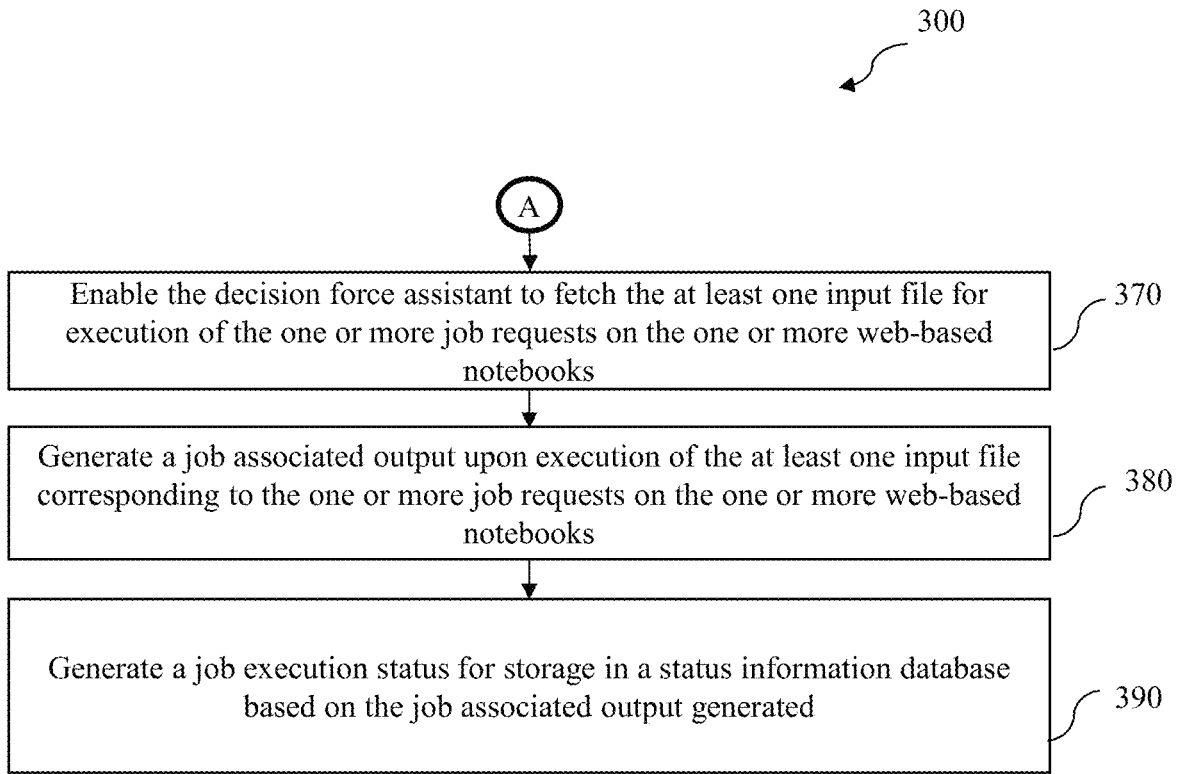 300
A
Enable the decision force assistant to fetch the at least one input file for
execution of the one or more job requests on the one or more web-based
notebooks
370
Generate a job associated output upon execution of the at least one input file
corresponding to the one or more job requests on the one or more web-based
notebooks
380
Generate a job execution status for storage in a status information database
based on the job associated output generated
390